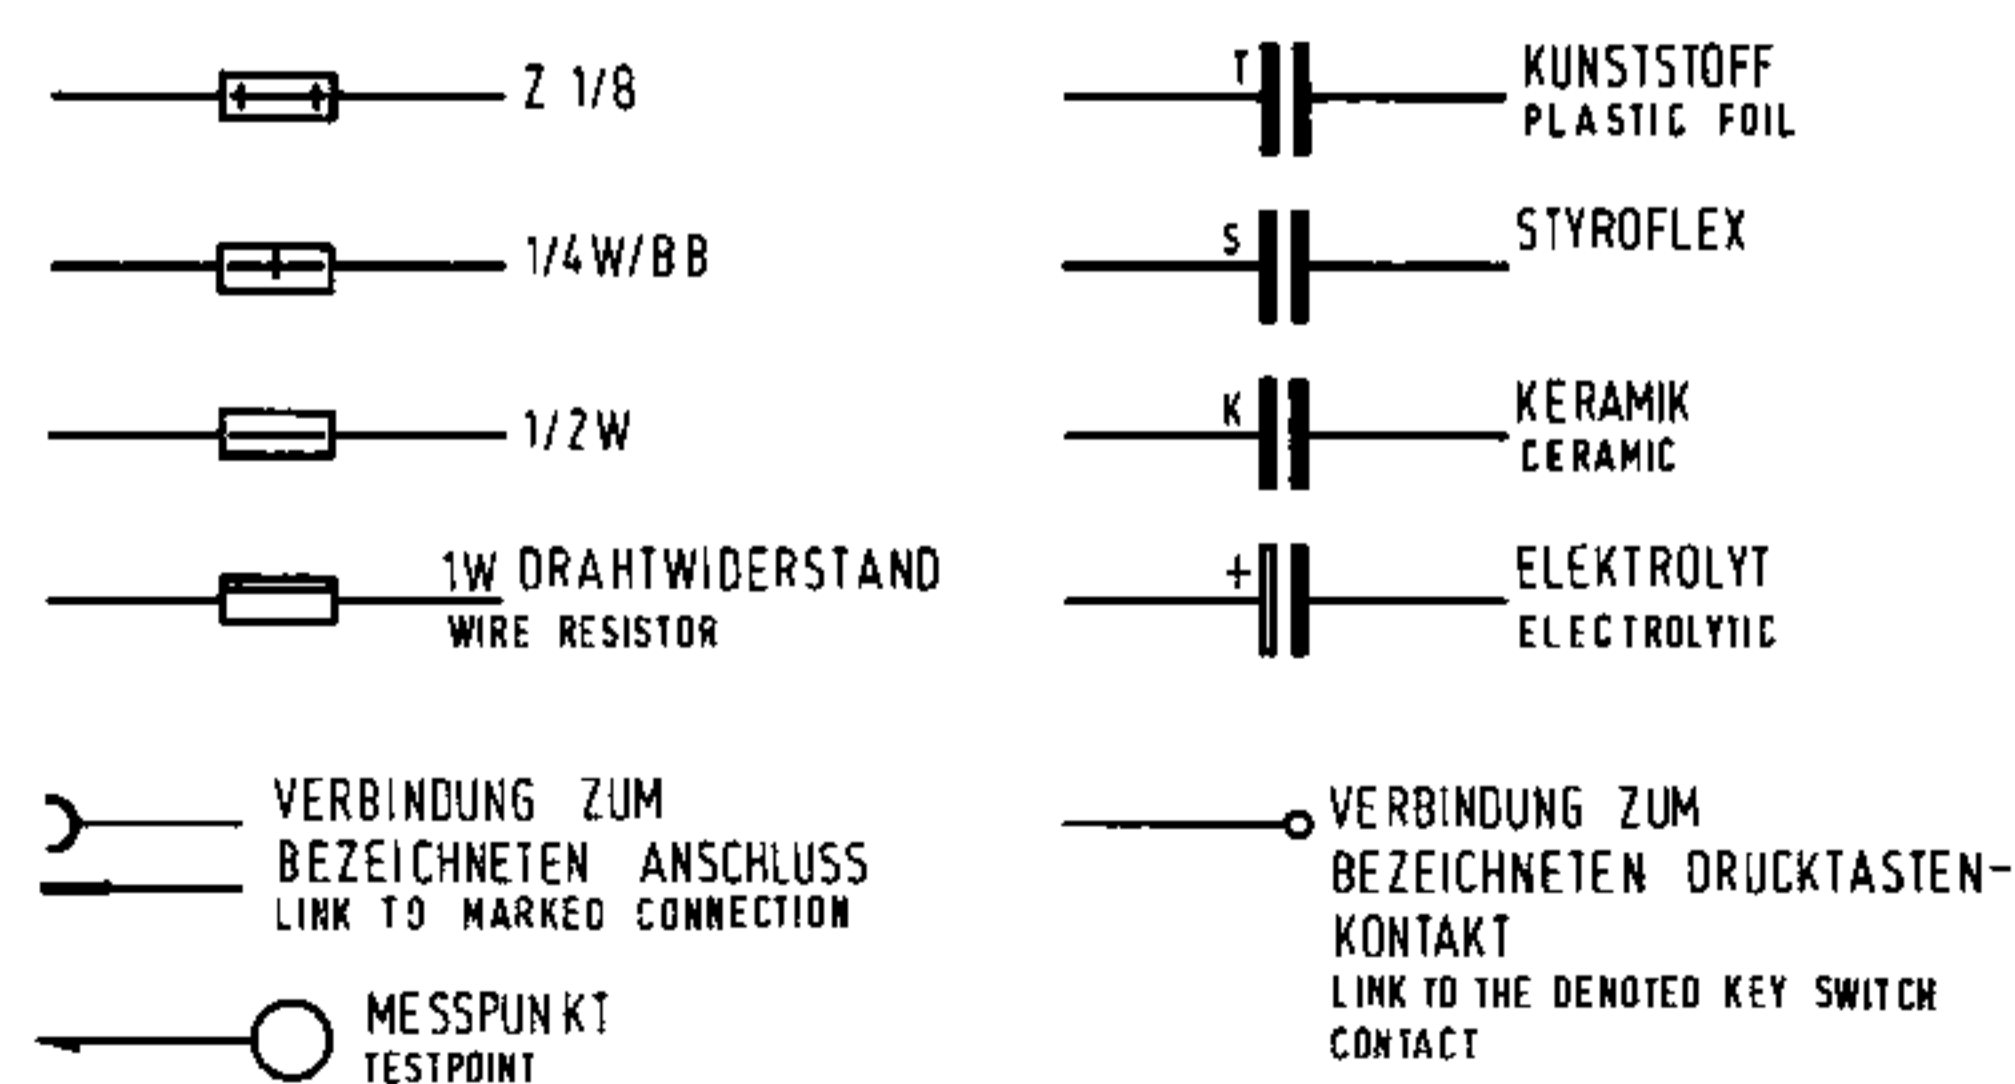 Z 1/8
1/4W/BB
1/2W
1W DRAHTWIDERSTAND
WIRE RESISTOR
VERBINDUNG ZUM
BEZEICHNETEN ANSCHLUSS
LINK TO MARKED CONNECTION
MESSPUNKT
TESTPOINT
T
KUNSTSTOFF
PLASTIC FOIL
S
STYROFLEX
K
KERAMIK
CERAMIC
+
ELEKTROLYT
ELECTROLYTIC
VERBINDUNG ZUM
BEZEICHNETEN DRUCKTASTEN-
KONTAKT
LINK TO THE DENOTED KEY SWITCH
CONTACT